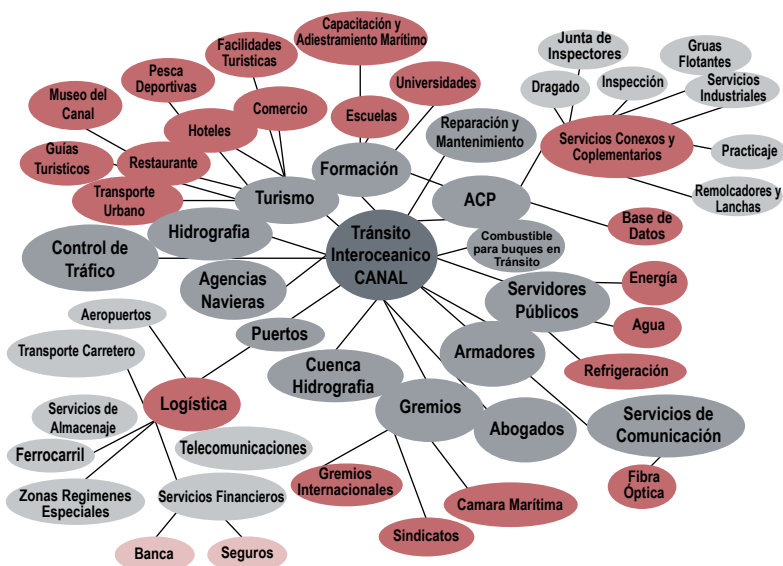 Capacitación y
Adiestramiento Marítimo
Facilidades
Turisticas
Pesca
Deportivas
Universidades
Museo del
Canal
Hoteles
Comercio
Escuelas
Guías
Turisticos
Restaurante
Transporte
Urbano
Turismo
Formación
Reparación y
Mantenimiento
Junta de
Inspectores
Gruas
Flotantes
Dragado
Inspección
Servicios
Industriales
Servicios Conexos y
Coplementarios
Practicaje
Remolcadores y
Lanchas
ACP
Base de
Datos
Hidrografia
Control de
Tráfico
Tránsito
Interoceanico
CANAL
Combustible
para buques en
Tránsito
Agencias
Navieras
Servidores
Públicos
Energía
Agua
Refrigeración
Puertos
Armadores
Cuenca
Hidrografia
Gremios
Abogados
Servicios de
Comunicación
Fibra
Óptica
Aeropuertos
Transporte Carretero
Logística
Servicios de
Almacenaje
Ferrocarril
Telecomunicaciones
Zonas Regimenes
Especiales
Servicios Financieros
Banca
Seguros
Gremios
Internacionales
Sindicatos
Camara Marítima